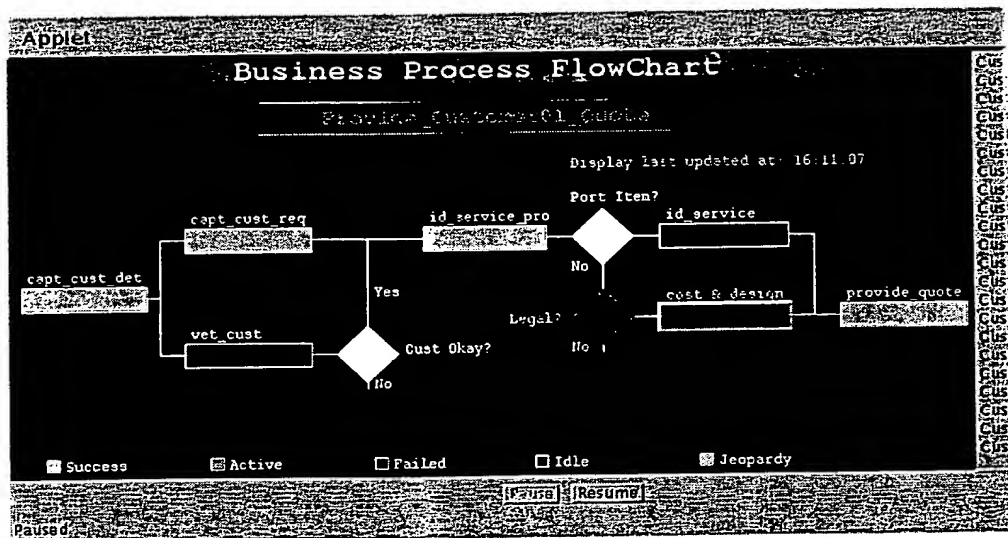 Applet
Business Process FlowChart
Provide_Customer01_Quote
Display last updated at: 16:11.07
Port Item?
capt_cust_req
id_service_pro
id_service
No
capt_cust_det
Yes
cost & design
provide_quote
Legal?
vet_cust
Cust Okay?
No
No
Success
Active
Failed
Idle
Jeopardy
Pause
Resume
Paused